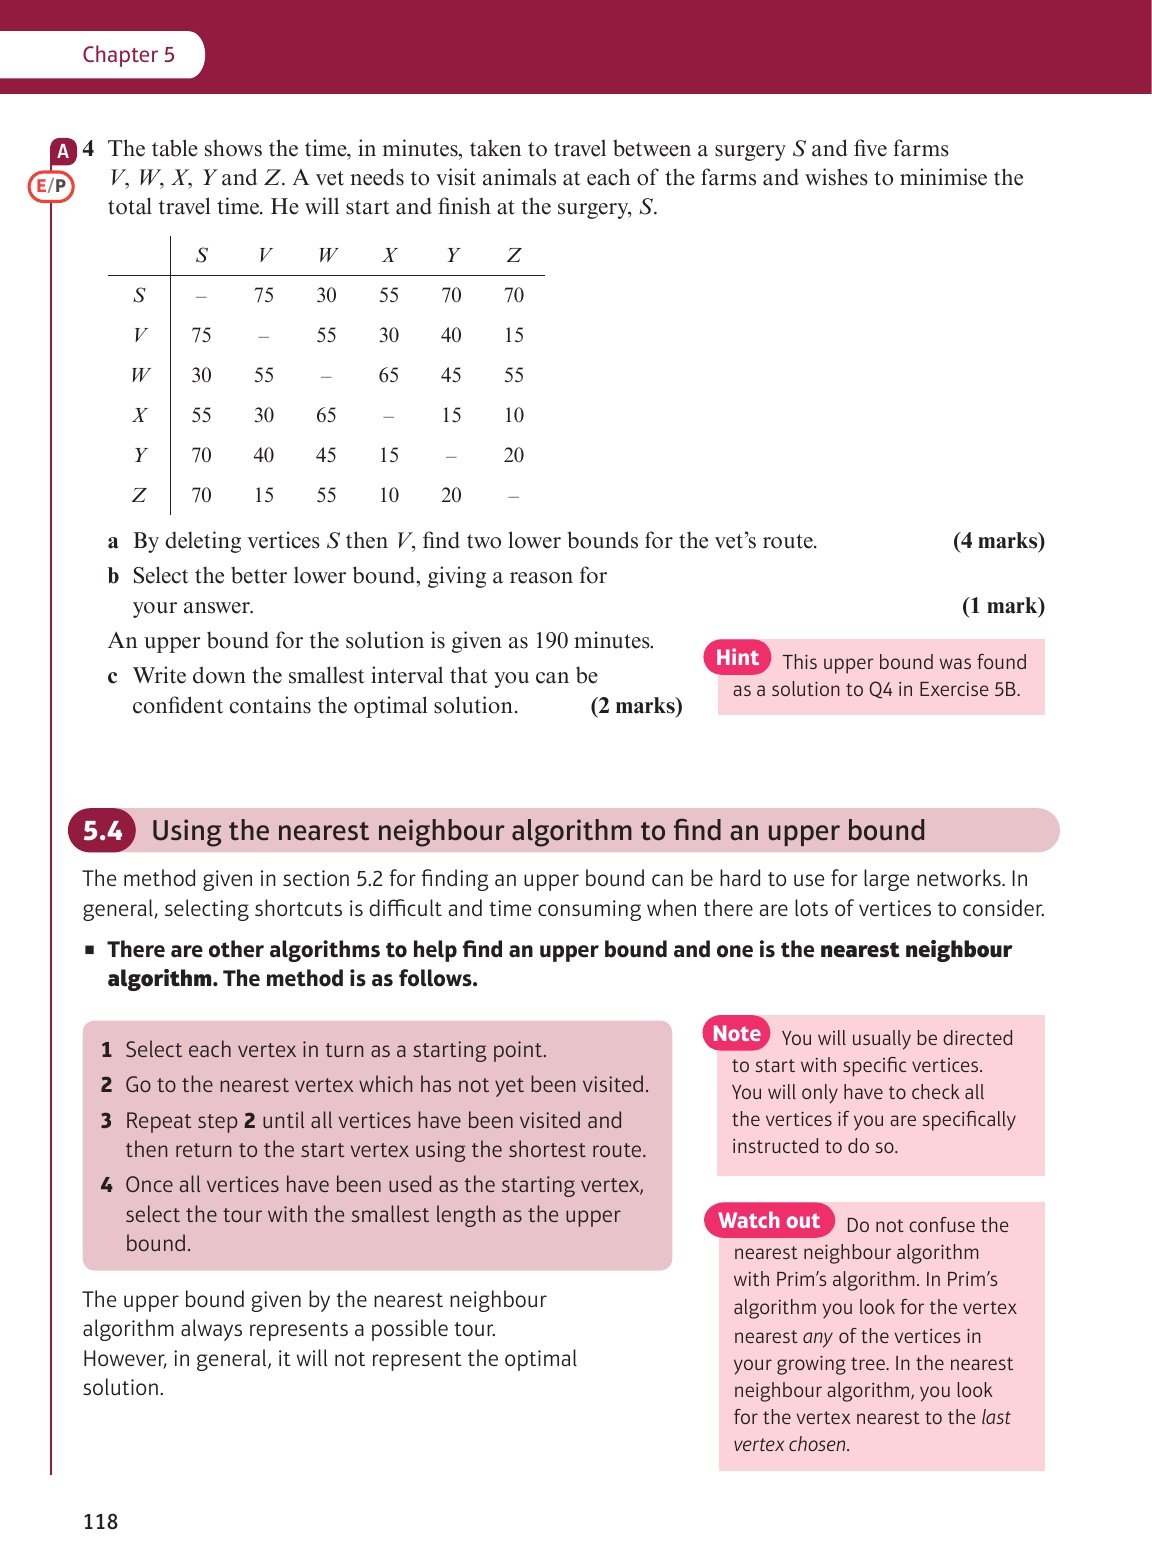 Chapter 5
A
E/P
4 The table shows the time, in minutes, taken to travel between a surgery S and five farms
V, W, X, Y and Z. A vet needs to visit animals at each of the farms and wishes to minimise the
total travel time. He will start and finish at the surgery, S.
S V W X Y Z
S – 75 30 55 70 70
V 75 – 55 30 40 15
W 30 55 – 65 45 55
X 55 30 65 – 15 10
Y 70 40 45 15 – 20
Z 70 15 55 10 20 –
a By deleting vertices S then V, find two lower bounds for the vet’s route. (4 marks)
b Select the better lower bound, giving a reason for
your answer. (1 mark)
An upper bound for the solution is given as 190 minutes.
c Write down the smallest interval that you can be
confident contains the optimal solution. (2 marks)
Hint This upper bound was found
as a solution to Q4 in Exercise 5B.
5.4 Using the nearest neighbour algorithm to find an upper bound
The method given in section 5.2 for finding an upper bound can be hard to use for large networks. In
general, selecting shortcuts is difficult and time consuming when there are lots of vertices to consider.
▪ There are other algorithms to help find an upper bound and one is the nearest neighbour
algorithm. The method is as follows.
1 Select each vertex in turn as a starting point.
2 Go to the nearest vertex which has not yet been visited.
3 Repeat step 2 until all vertices have been visited and
then return to the start vertex using the shortest route.
4 Once all vertices have been used as the starting vertex,
select the tour with the smallest length as the upper
bound.
Note You will usually be directed
to start with specific vertices.
You will only have to check all
the vertices if you are specifically
instructed to do so.
The upper bound given by the nearest neighbour
algorithm always represents a possible tour.
However, in general, it will not represent the optimal
solution.
Watch out Do not confuse the
nearest neighbour algorithm
with Prim’s algorithm. In Prim’s
algorithm you look for the vertex
nearest any of the vertices in
your growing tree. In the nearest
neighbour algorithm, you look
for the vertex nearest to the last
vertex chosen.
118